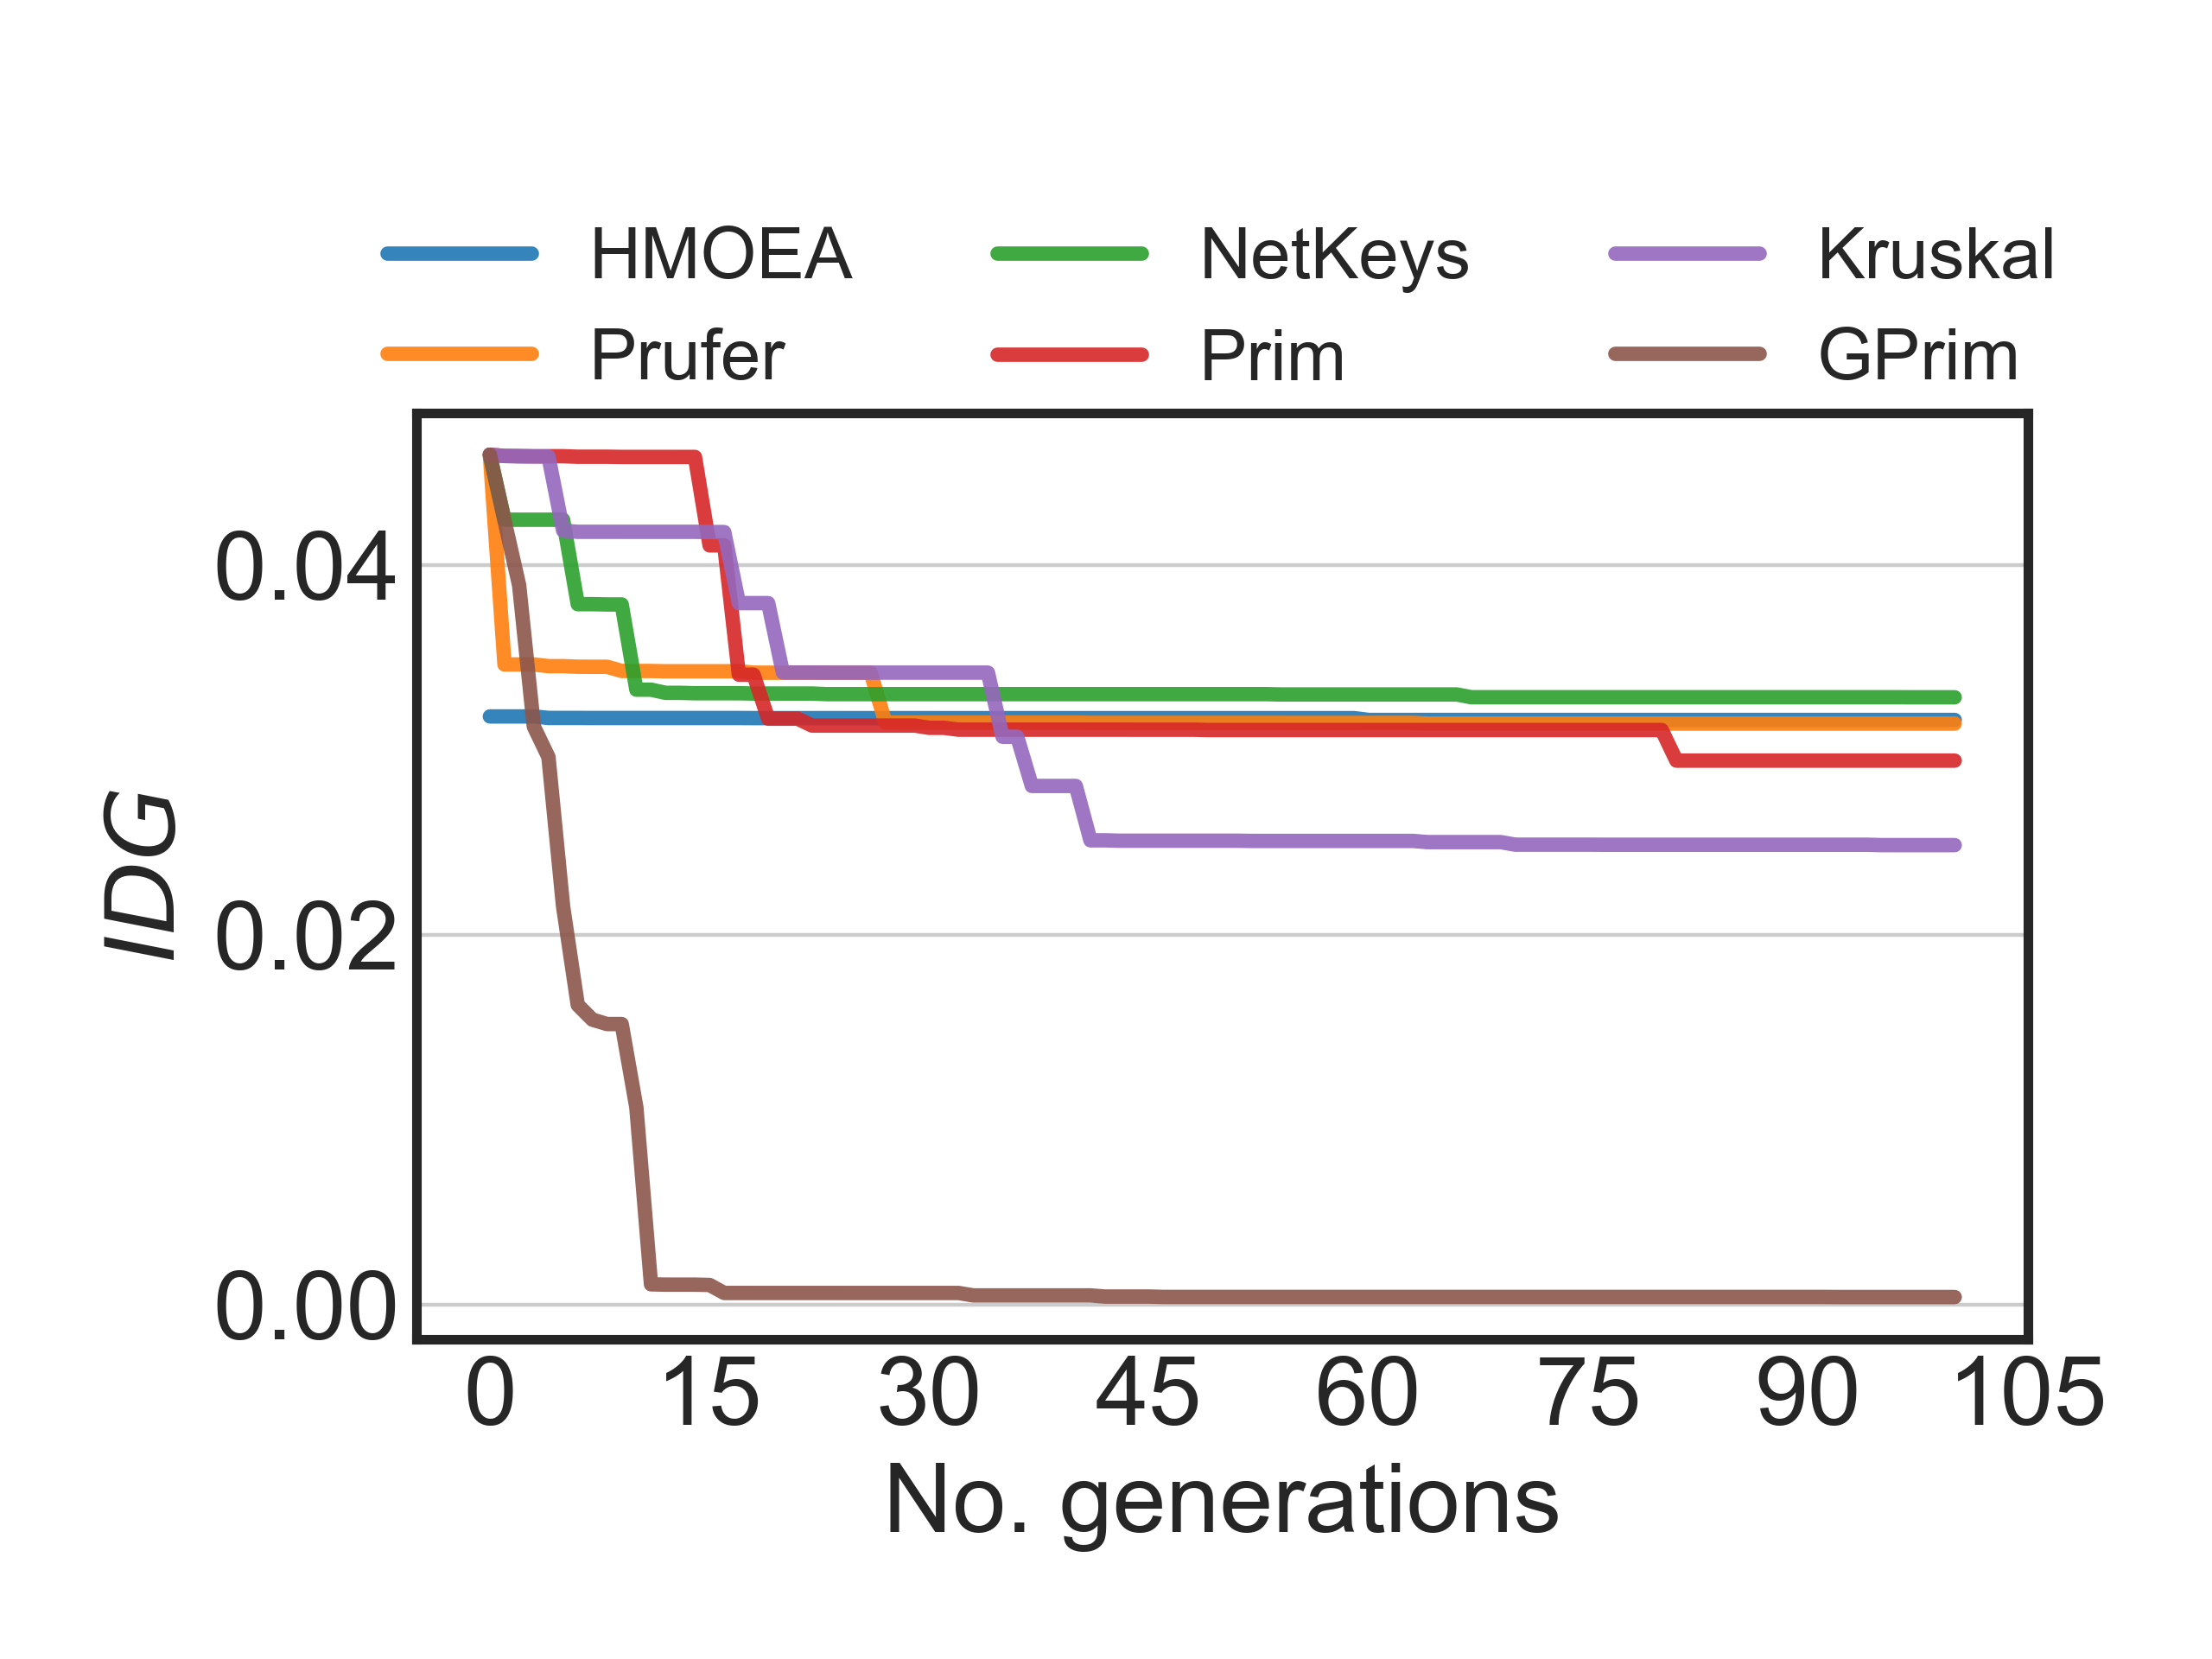 HMOEA NetKeys Kruskal
Prufer Prim GPrim
0.04
0.02
0.00
IDG
0 15 30 45 60 75 90 105
No. generations